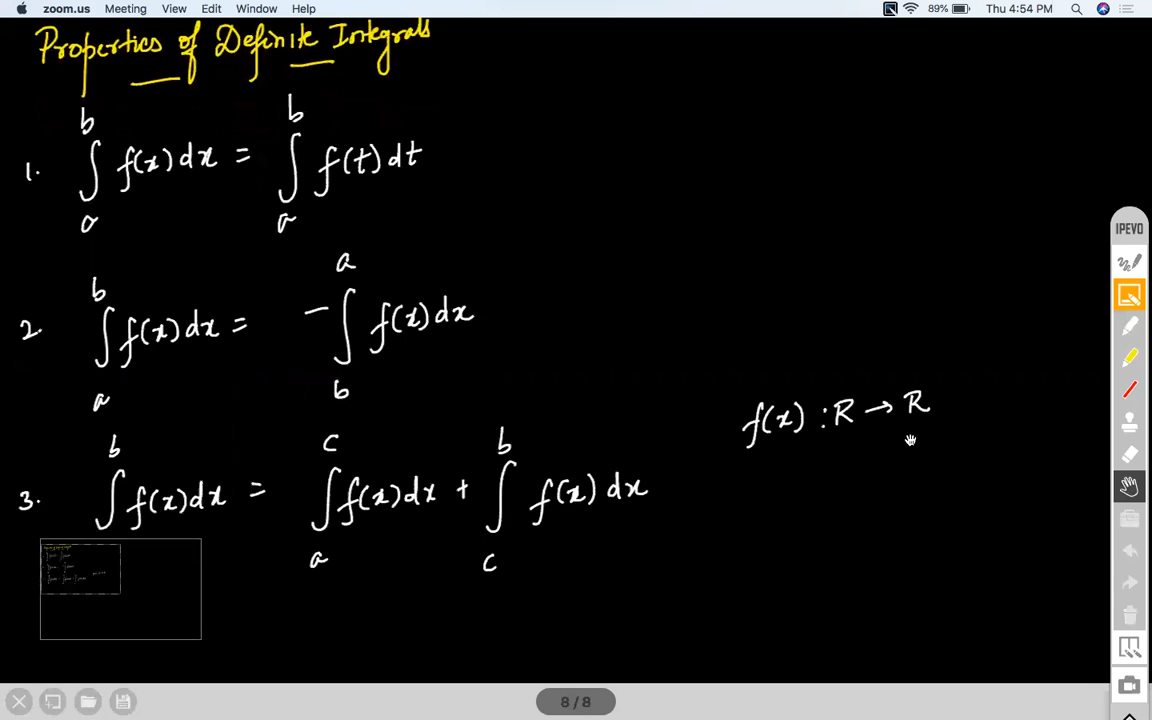 zoom.us Meeting View Edit Window Help 89% Thu 4:54 PM
Properties of Definite Integrals
1. ∫_a^b f(x) dx = ∫_a^b f(t) dt
2. ∫_a^b f(x) dx = - ∫_b^a f(x) dx
f(x) : R → R
3. ∫^b f(x) dx = ∫_a^c f(x) dx + ∫_c^b f(x) dx
IPEVO
8 / 8